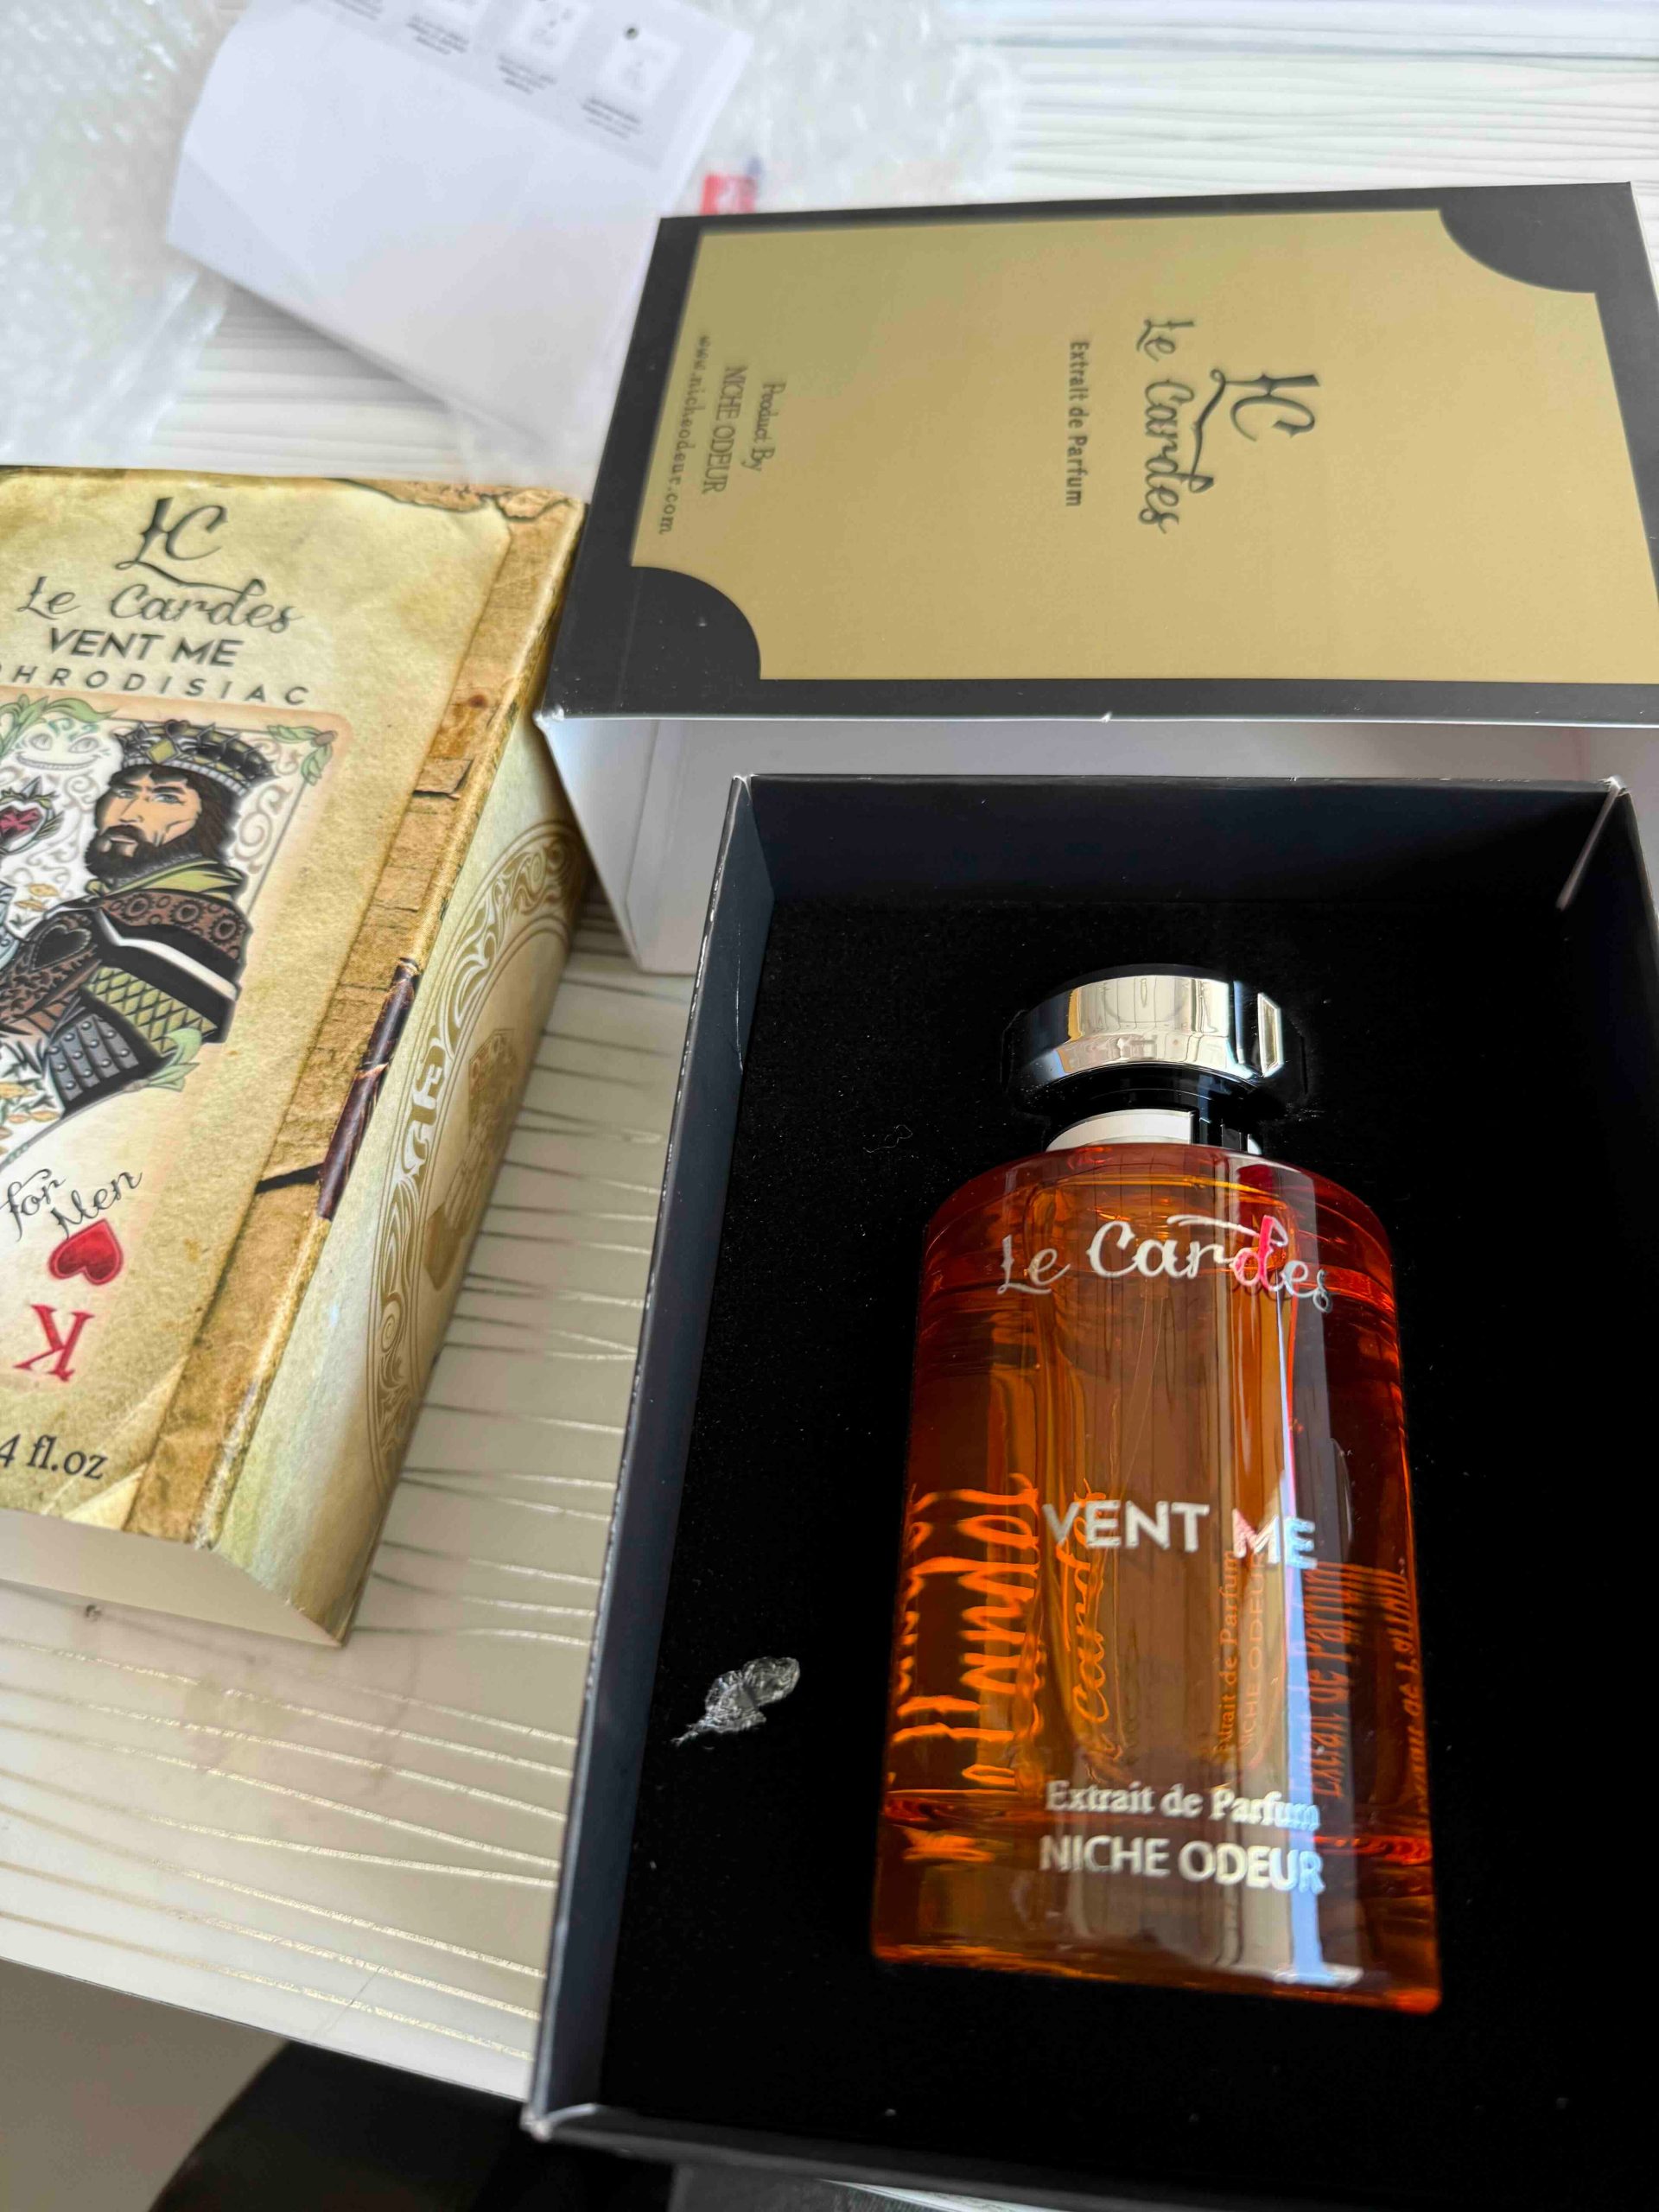 LC
Le Cardes
Extrait de Parfum
Product By
NICHE ODEUR
www.nicheodeur.com
LC
Le Cardes
VENT ME
PHRODISIAC
for
Men
K
4 fl.oz
Le Cardes
VENT ME
Extrait de Parfum
NICHE ODEUR